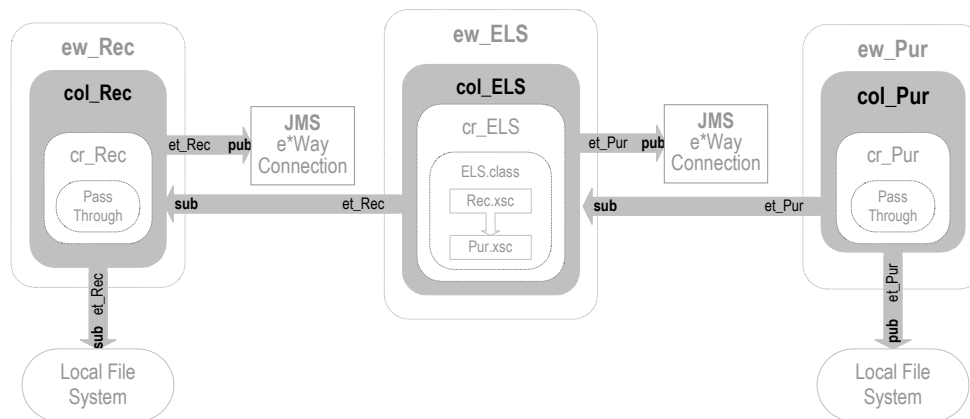 ew_Rec
col_Rec
cr_Rec
Pass
Through
et_Rec
pub
JMS
e*Way
Connection
sub
et_Rec
et_Rec
sub
Local File
System
ew_ELS
col_ELS
cr_ELS
ELS.class
Rec.xsc
Pur.xsc
et_Pur
pub
JMS
e*Way
Connection
sub
et_Pur
ew_Pur
col_Pur
cr_Pur
Pass
Through
et_Pur
pub
Local File
System